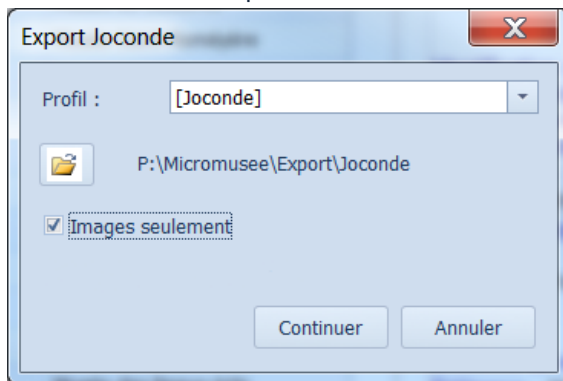 Export Joconde
Profil : [Joconde]
P:\Micromusee\Export\Joconde
Images seulement
Continuer Annuler